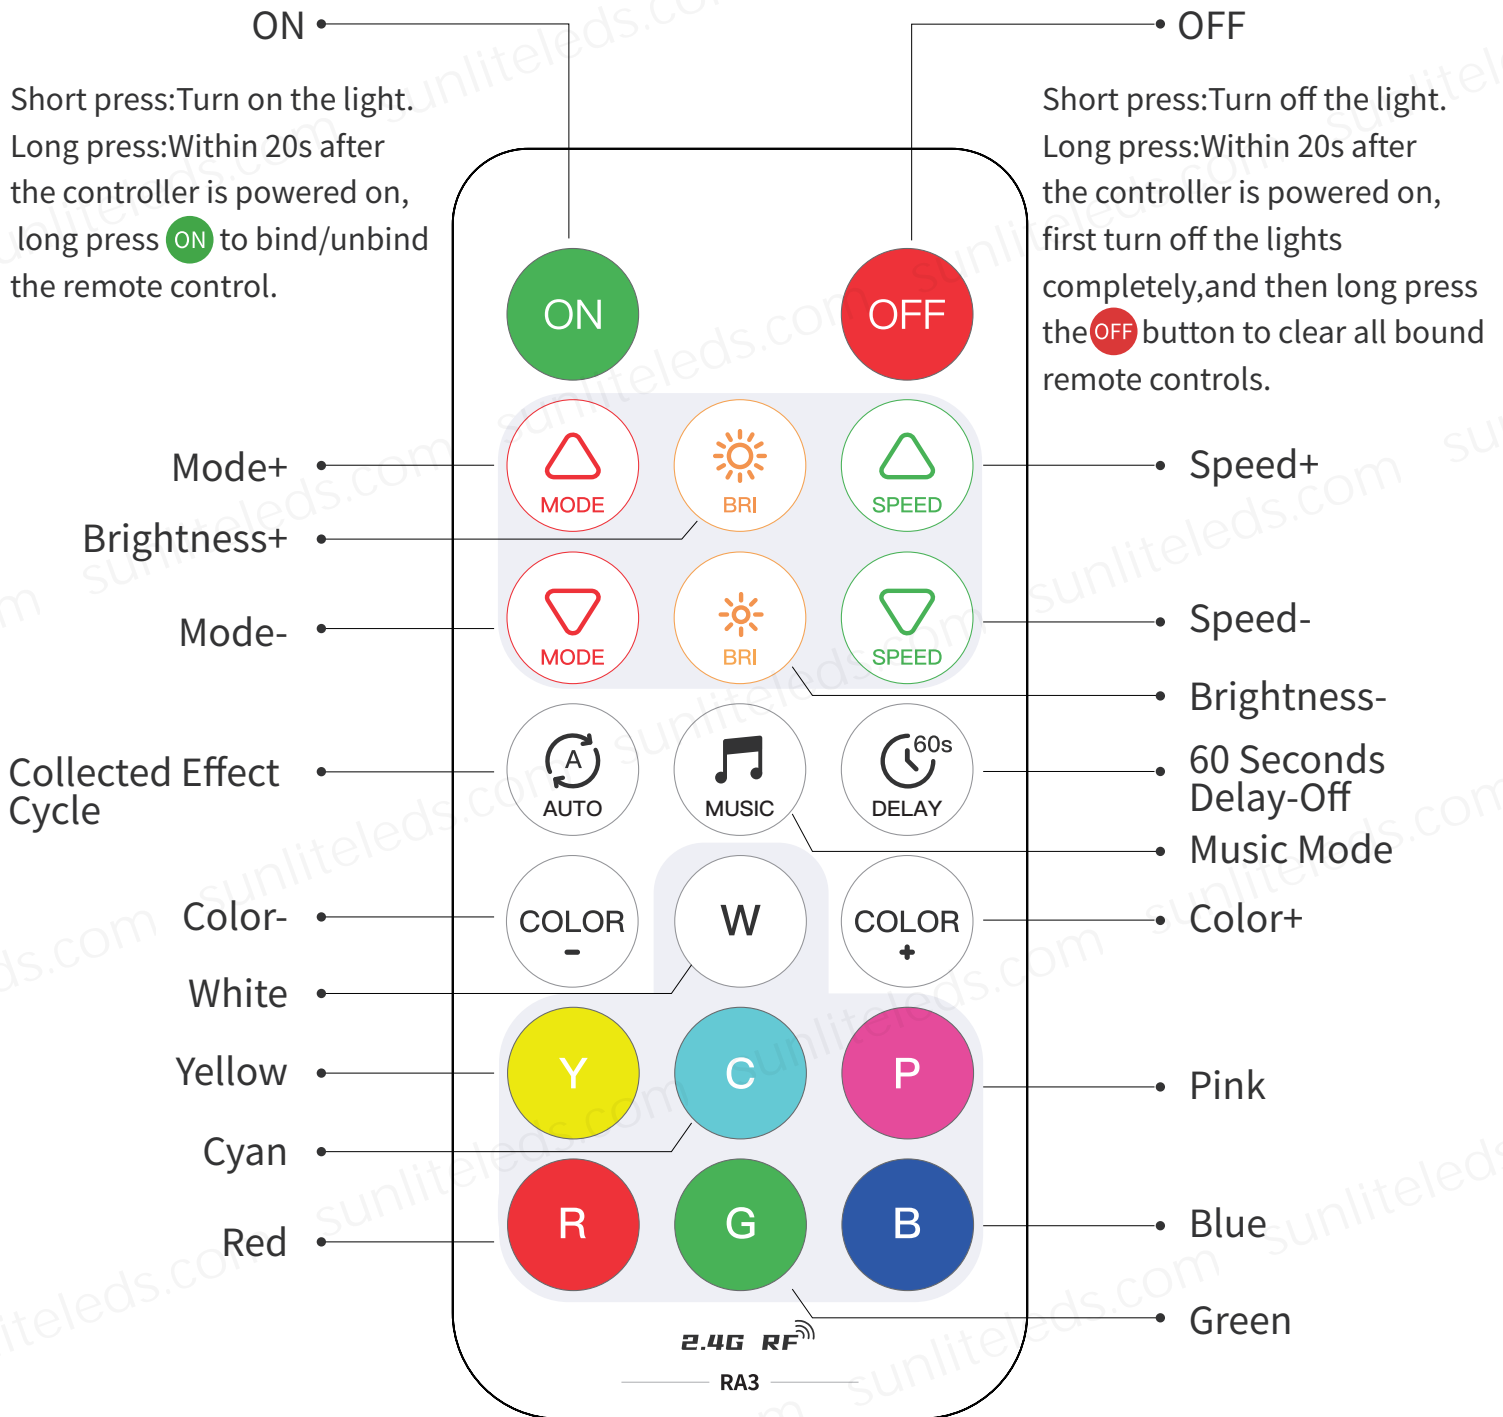 ON
OFF
Short press:Turn on the light.
Long press:Within 20s after
the controller is powered on,
long press ON to bind/unbind
the remote control.
Short press:Turn off the light.
Long press:Within 20s after
the controller is powered on,
first turn off the lights
completely,and then long press
the OFF button to clear all bound
remote controls.
ON
OFF
Mode+
MODE
BRI
SPEED
Speed+
Brightness+
Mode-
MODE
BRI
SPEED
Speed-
Brightness-
Collected Effect
Cycle
A
AUTO
MUSIC
60s
DELAY
60 Seconds
Delay-Off
Music Mode
Color-
COLOR
-
W
COLOR
+
Color+
White
Yellow
Y
C
P
Pink
Cyan
Red
R
G
B
Blue
Green
2.4G RF
RA3
sunliteleds.com